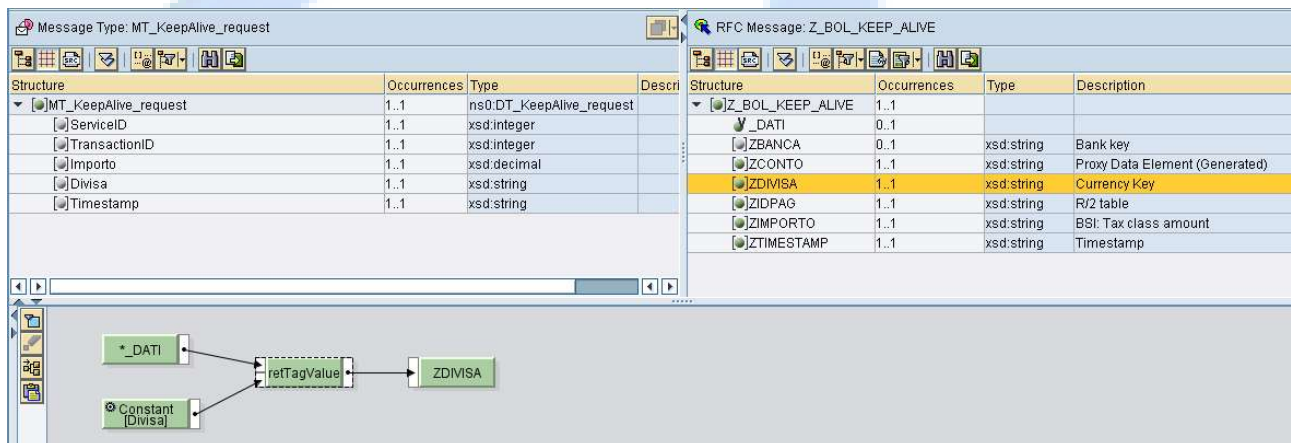 Message Type: MT_KeepAlive_request
Structure Occurrences Type Descri
[ ]MT_KeepAlive_request 1..1 ns0:DT_KeepAlive_request
[ ]ServiceID 1..1 xsd:integer
[ ]TransactionID 1..1 xsd:integer
[ ]Importo 1..1 xsd:decimal
[ ]Divisa 1..1 xsd:string
[ ]Timestamp 1..1 xsd:string
RFC Message: Z_BOL_KEEP_ALIVE
Structure Occurrences Type Description
[ ]Z_BOL_KEEP_ALIVE 1..1
_DATI 0..1
[ ]ZBANCA 0..1 xsd:string Bank key
[ ]ZCONTO 1..1 xsd:string Proxy Data Element (Generated)
[ ]ZDIVISA 1..1 xsd:string Currency Key
[ ]ZIDPAG 1..1 xsd:string R/2 table
[ ]ZIMPORTO 1..1 xsd:string BSI: Tax class amount
[ ]ZTIMESTAMP 1..1 xsd:string Timestamp
*_DATI
retTagValue
ZDIVISA
Constant
[Divisa]